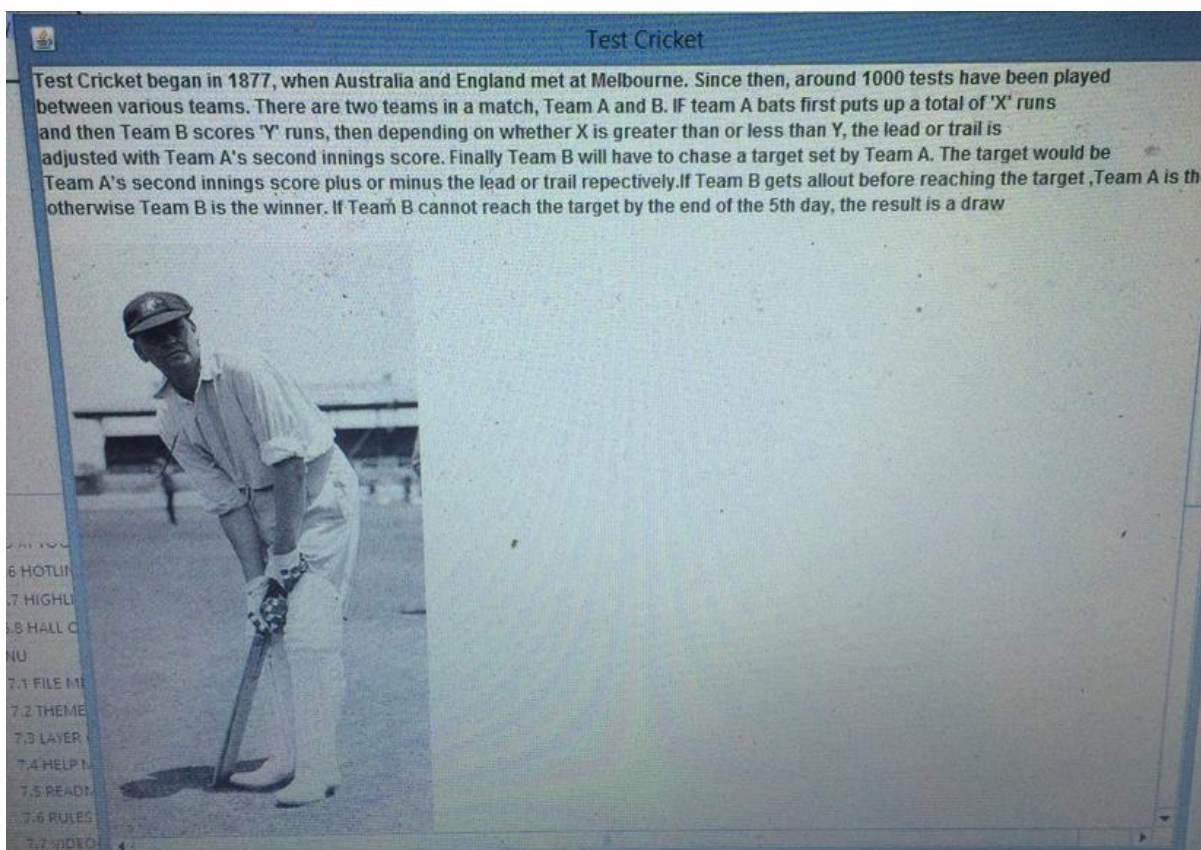 Test Cricket
Test Cricket began in 1877, when Australia and England met at Melbourne. Since then, around 1000 tests have been played
between various teams. There are two teams in a match, Team A and B. IF team A bats first puts up a total of 'X' runs
and then Team B scores 'Y' runs, then depending on whether X is greater than or less than Y, the lead or trail is
adjusted with Team A's second innings score. Finally Team B will have to chase a target set by Team A. The target would be
Team A's second innings score plus or minus the lead or trail repectively.If Team B gets allout before reaching the target ,Team A is th
otherwise Team B is the winner. If Team B cannot reach the target by the end of the 5th day, the result is a draw
6 HOTLIN
.7 HIGHLI
.8 HALL O
NU
7.1 FILE ME
7.2 THEME
7.3 LAYER
7.4 HELP M
7.5 READM
7.6 RULES
7.7 VIDEO